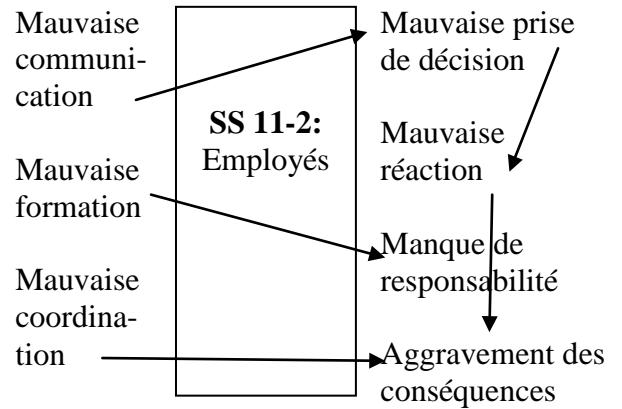 Mauvaise
communi-
cation
Mauvaise
formation
Mauvaise
coordina-
tion
SS 11-2:
Employés
Mauvaise prise
de décision
Mauvaise
réaction
Manque de
responsabilité
Aggravement des
conséquences